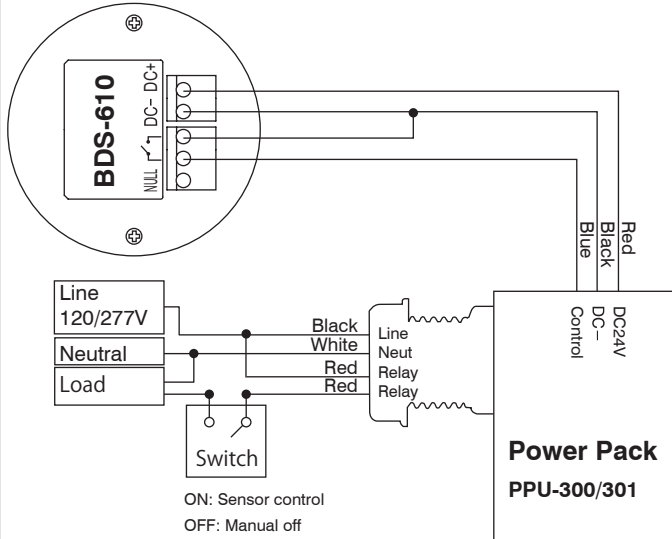 BDS-610
DC+
DC−
NULL
Red
Black
Blue
Line
120/277V
Neutral
Load
Black
White
Red
Red
Line
Neut
Relay
Relay
DC24V
DC−
Control
Switch
Power Pack
PPU-300/301
ON: Sensor control
OFF: Manual off